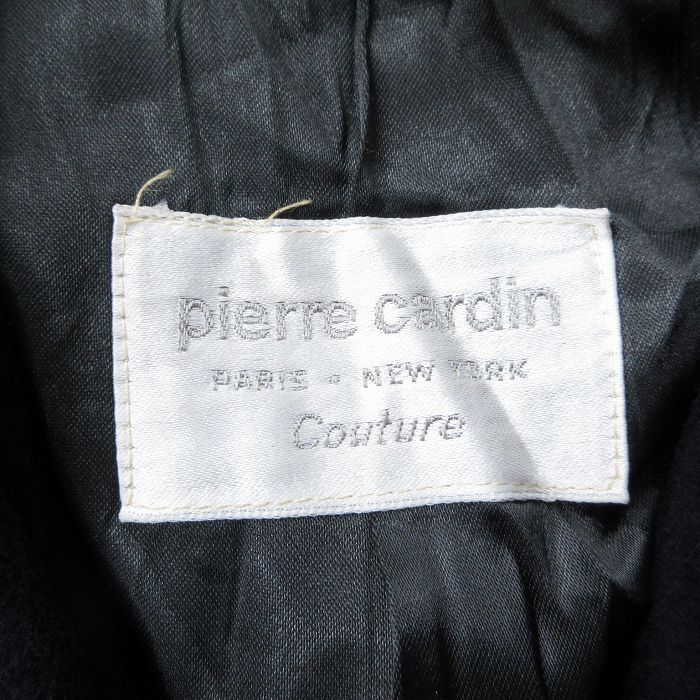 pierre cardin
PARIS • NEW YORK
Couture